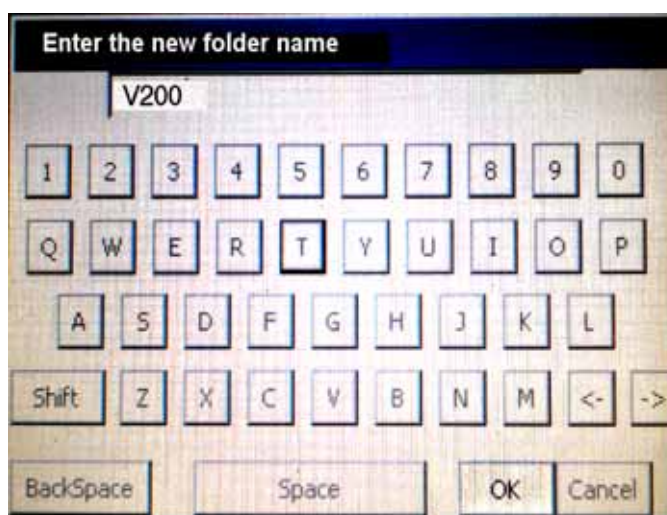 Enter the new folder name
V200
1 2 3 4 5 6 7 8 9 0
Q W E R T Y U I O P
A S D F G H J K L
Shift Z X C V B N M <- ->
BackSpace Space OK Cancel